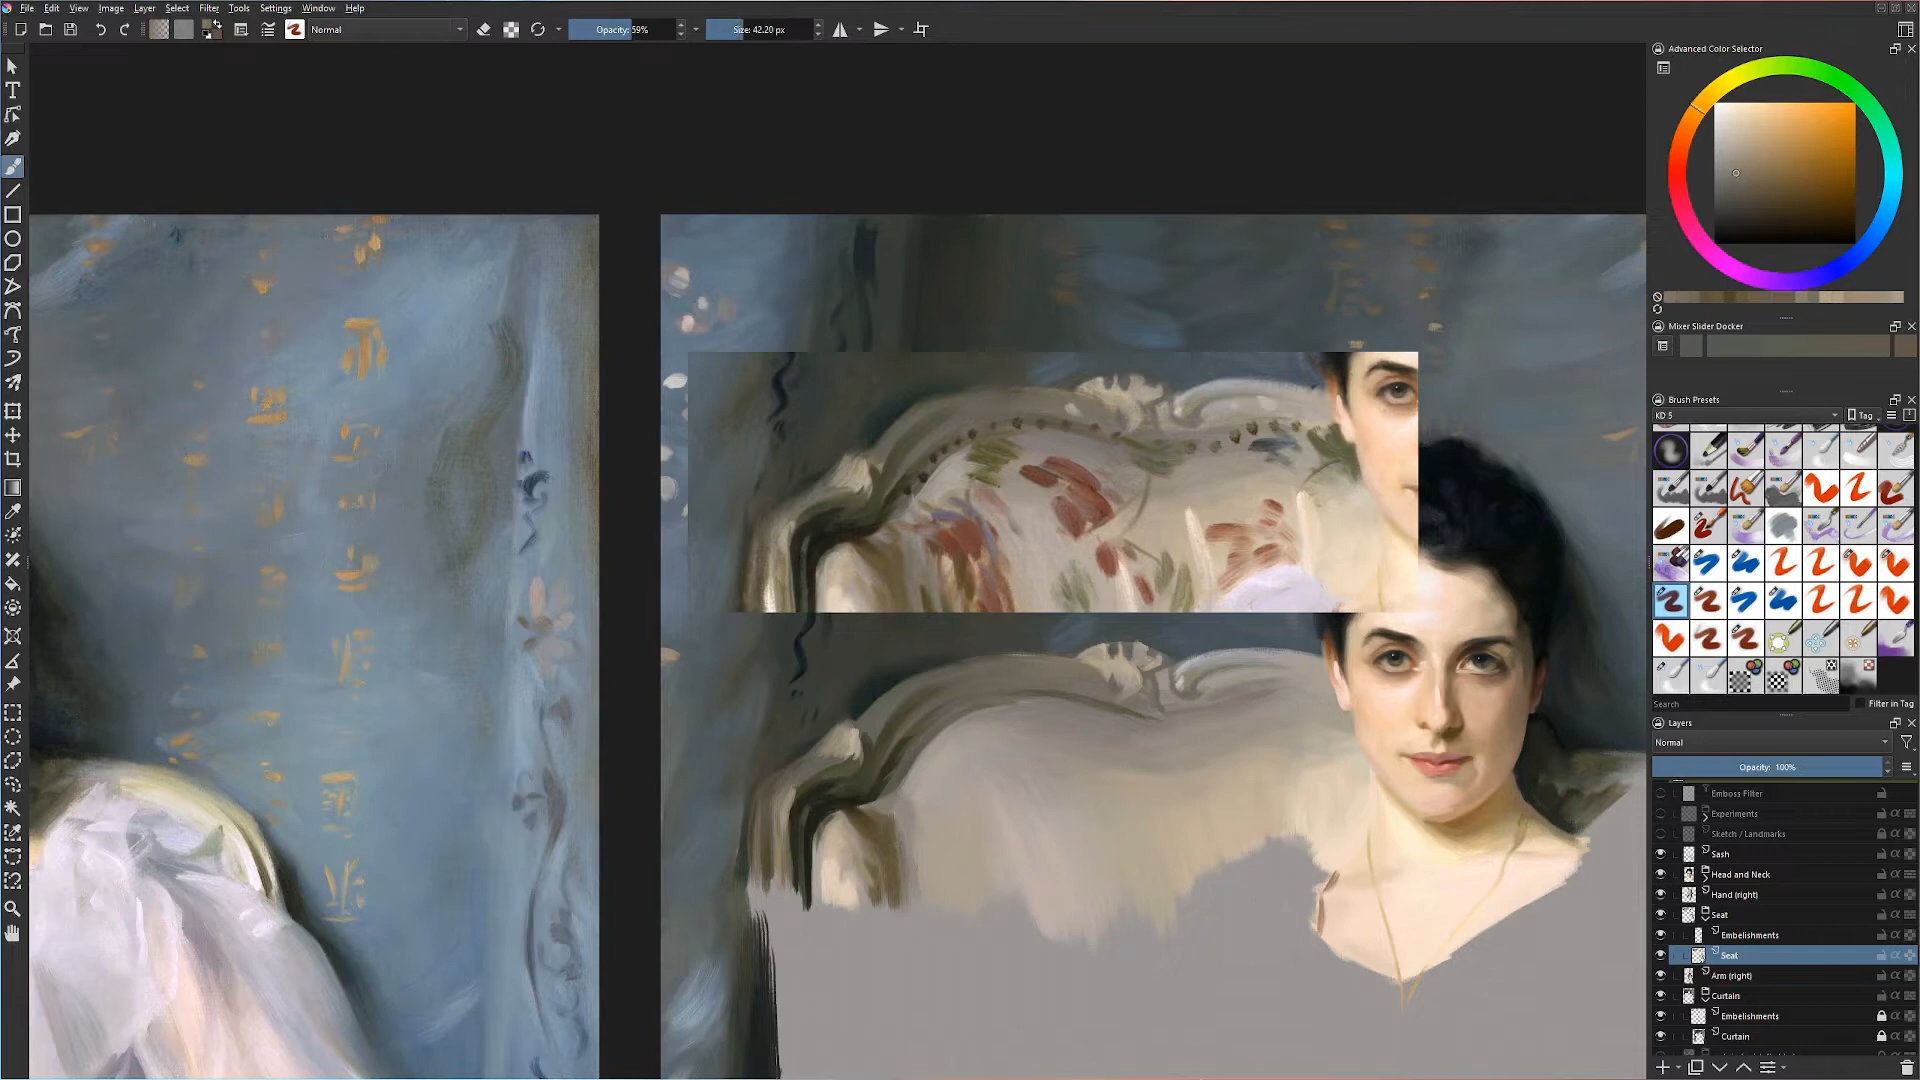 File Edit View Image Layer Select Filter Tools Settings Window Help
Normal Opacity: 59% Size: 42.20 px
Advanced Color Selector
Mixer Slider Docker
Brush Presets
KD 5 Tag
Search Filter in Tag
Layers
Normal
Opacity: 100%
Emboss Filter
Experiments
Sketch / Landmarks
Sash
Head and Neck
Hand (right)
Seat
Embelishments
Seat
Arm (right)
Curtain
Embelishments
Curtain